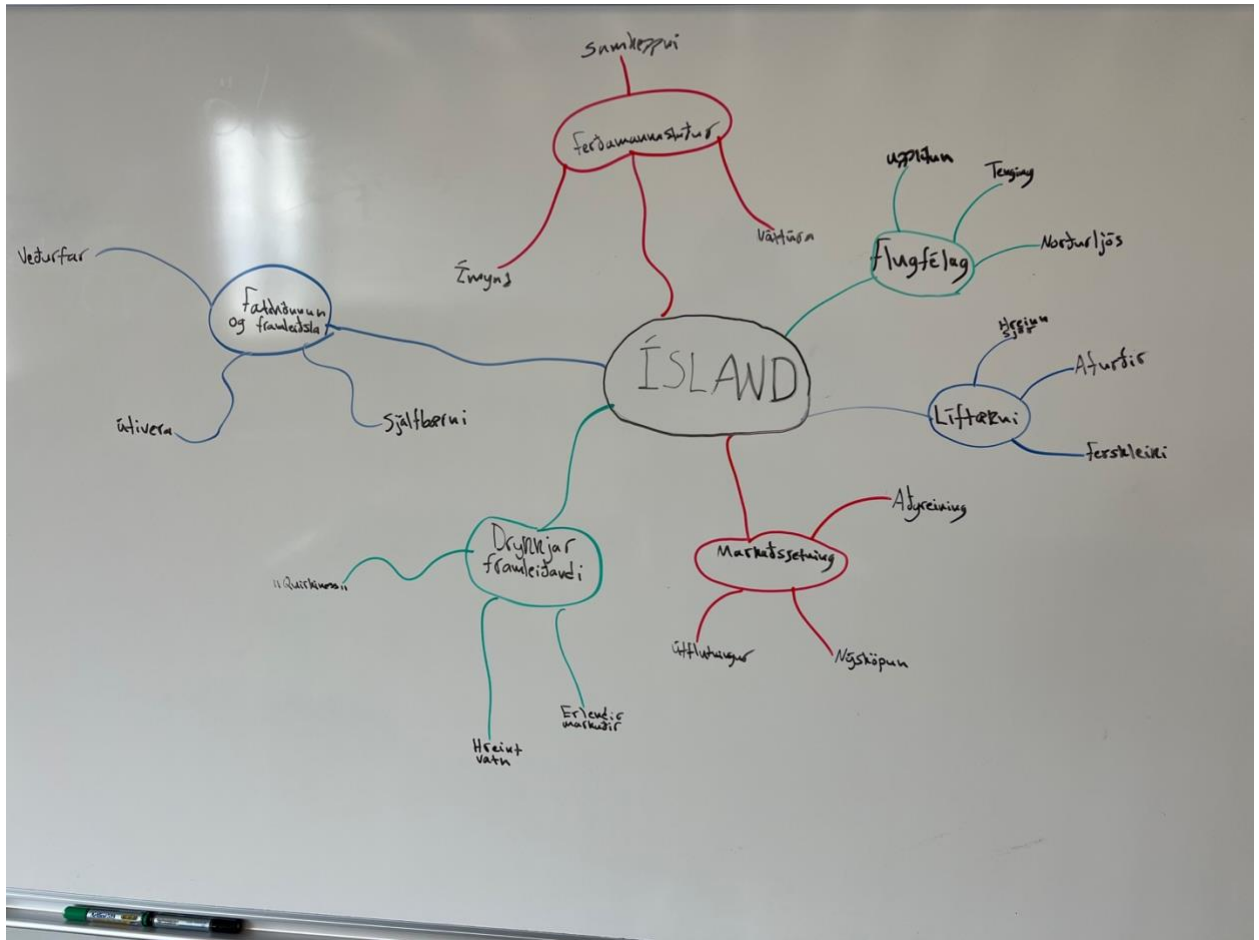 Samkeppni
Ferðamannsstutur
Ímynd
Náttúra
Upplifun
Tenging
Norðurljós
Flugfélag
Veðurfar
Fatahönnun
og framleiðsla
Útivera
Sjálfbærni
ÍSLAND
Hreinn
sjór
Afurðir
Líftækni
Ferskleiki
Drykkjar
framleiðandi
"Quirkiness"
Hreint
vatn
Erlendir
markaðir
Markaðssetning
Aðgreining
Útflutningur
Nýsköpun